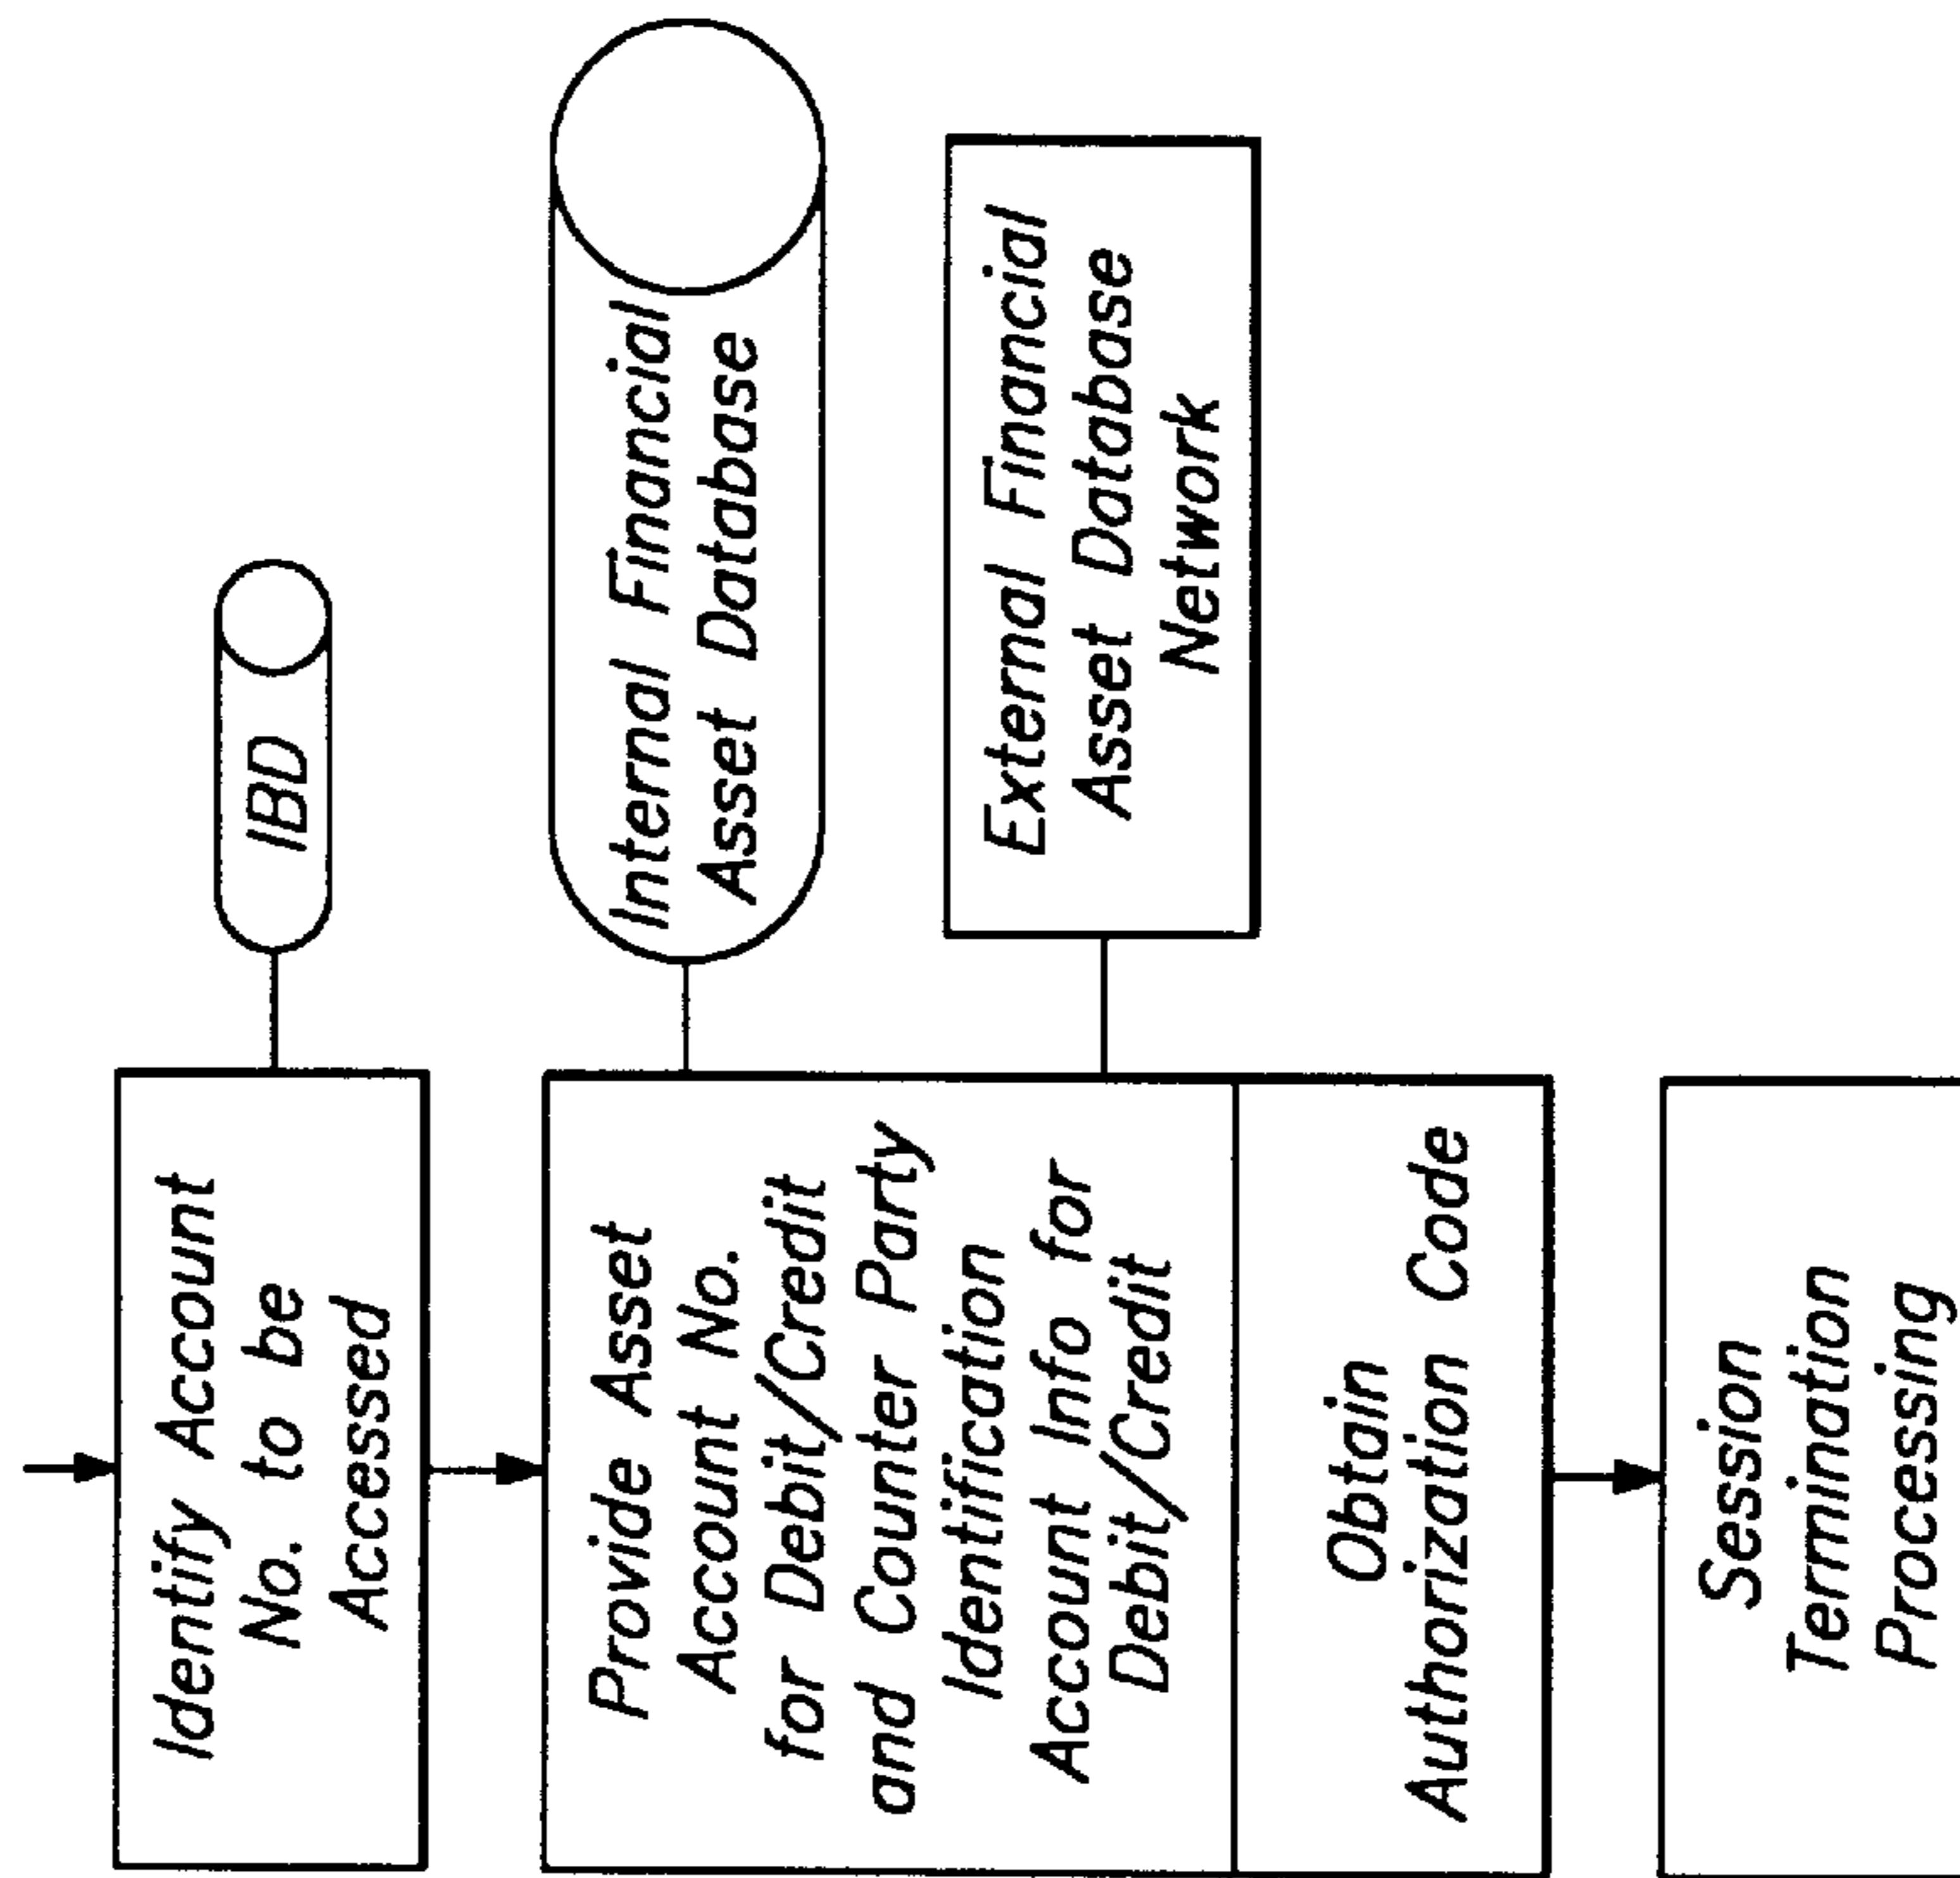 Identify Account
No. to be
Accessed
IBD
Provide Asset
Account No.
for Debit/Credit
and Counter Party
Identification
Account Info for
Debit/Credit
Internal Financial
Asset Database
External Financial
Asset Database
Network
Obtain
Authorization Code
Session
Termination
Processing